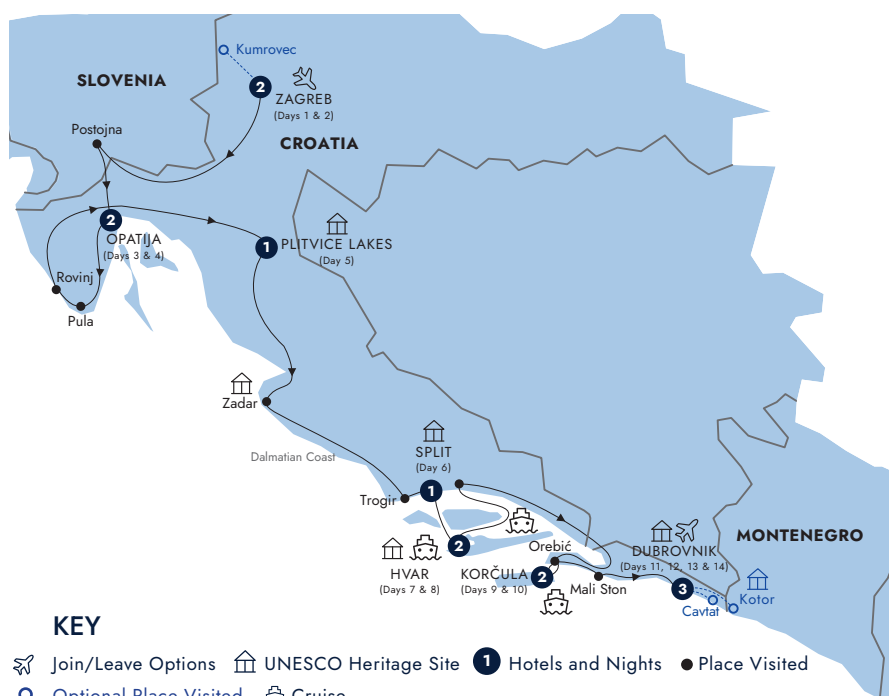 Kumrovec
SLOVENIA
2
ZAGREB
(Days 1 & 2)
Postojna
CROATIA
2
OPATIJA
(Days 3 & 4)
1
PLITVICE LAKES
(Day 5)
Rovinj
Pula
Zadar
Dalmatian Coast
SPLIT
(Day 6)
1
Trogir
2
HVAR
(Days 7 & 8)
Orebić
KORČULA
(Days 9 & 10)
2
Mali Ston
MONTENEGRO
DUBROVNIK
(Days 11, 12, 13 & 14)
3
Cavtat
Kotor
KEY
Join/Leave Options UNESCO Heritage Site 1 Hotels and Nights Place Visited
Optional Place Visited Cruise